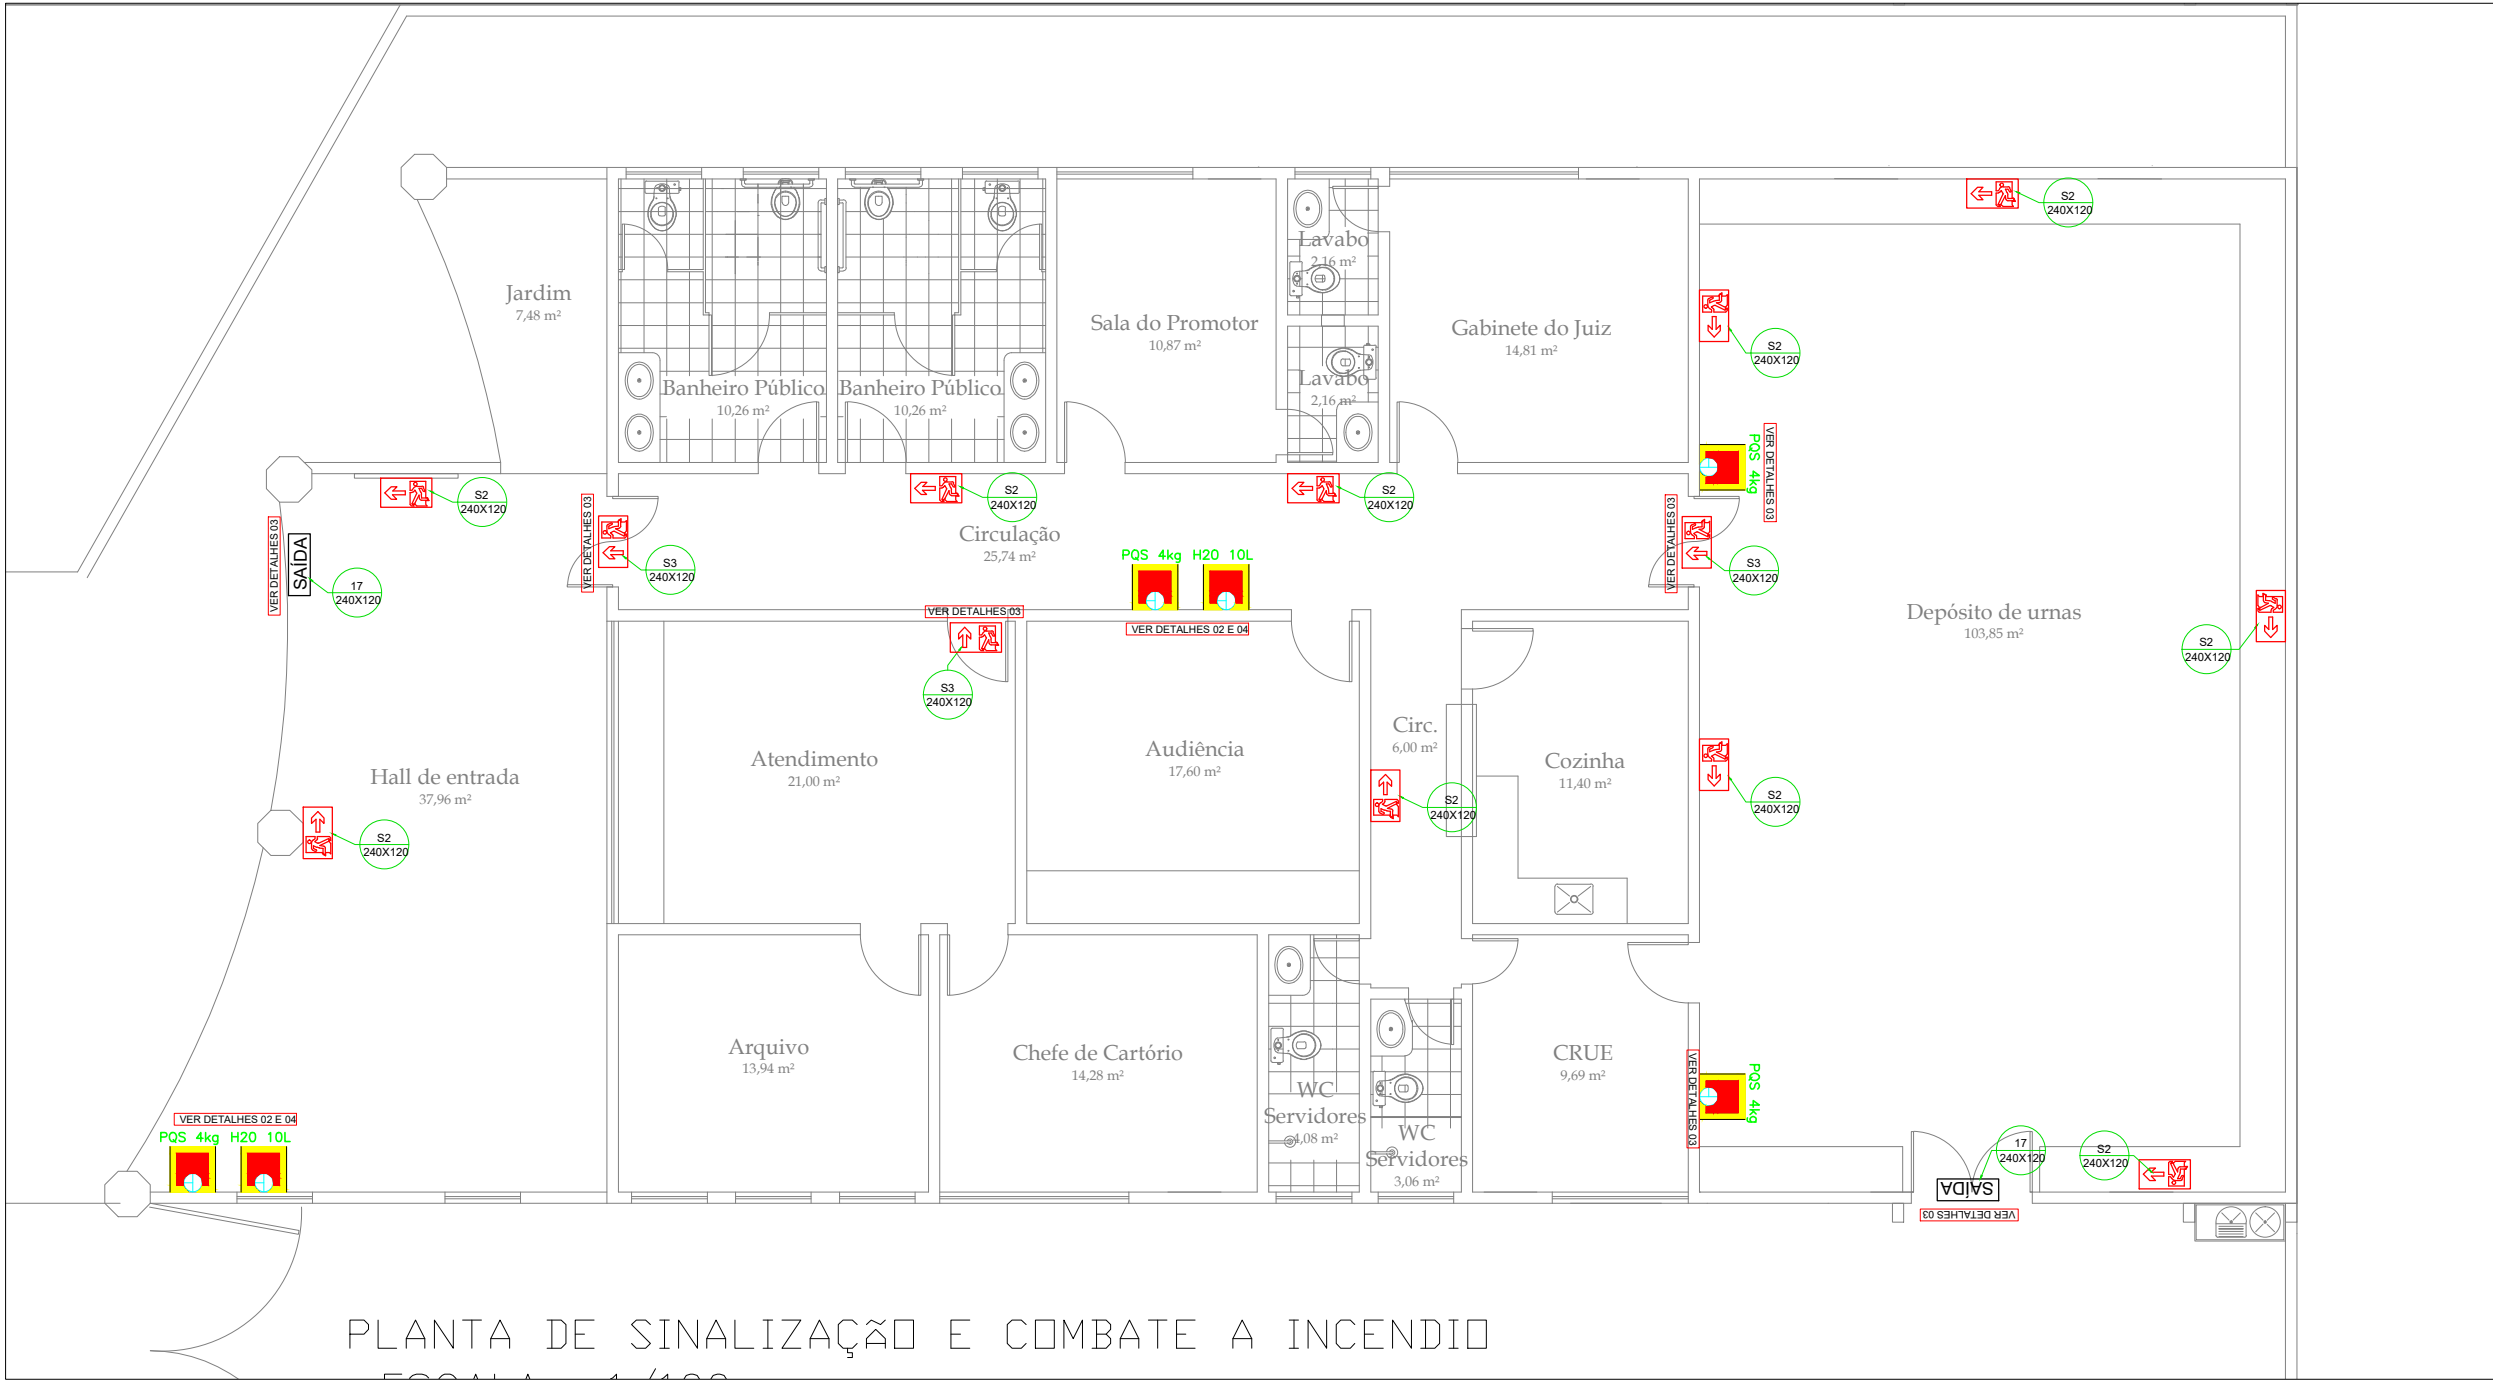 S2
240X120
Lavabo
2,16 m²
Jardim
7,48 m²
Sala do Promotor
10,87 m²
Gabinete do Juiz
14,81 m²
S2
240X120
Lavabo
2,16 m²
Banheiro Público
10,26 m²
Banheiro Público
10,26 m²
PQS 4kg
VER DETALHES 03
S2
240X120
S2
240X120
S2
240X120
VER DETALHES 03
SAÍDA
17
240X120
VER DETALHES 03
S3
240X120
Circulação
25,74 m²
PQS 4kg H20 10L
VER DETALHES 03
S3
240X120
VER DETALHES 03
VER DETALHES 02 E 04
Depósito de urnas
103,85 m²
S2
240X120
S3
240X120
Hall de entrada
37,96 m²
Atendimento
21,00 m²
Audiência
17,60 m²
Circ.
6,00 m²
Cozinha
11,40 m²
S2
240X120
S2
240X120
S2
240X120
Arquivo
13,94 m²
Chefe de Cartório
14,28 m²
WC
Servidores
4,08 m²
WC
Servidores
3,06 m²
CRUE
9,69 m²
VER DETALHES 03
PQS 4kg
VER DETALHES 02 E 04
PQS 4kg H20 10L
17
240X120
S2
240X120
SAÍDA
VER DETALHES 03
PLANTA DE SINALIZAÇÃO E COMBATE A INCENDIO